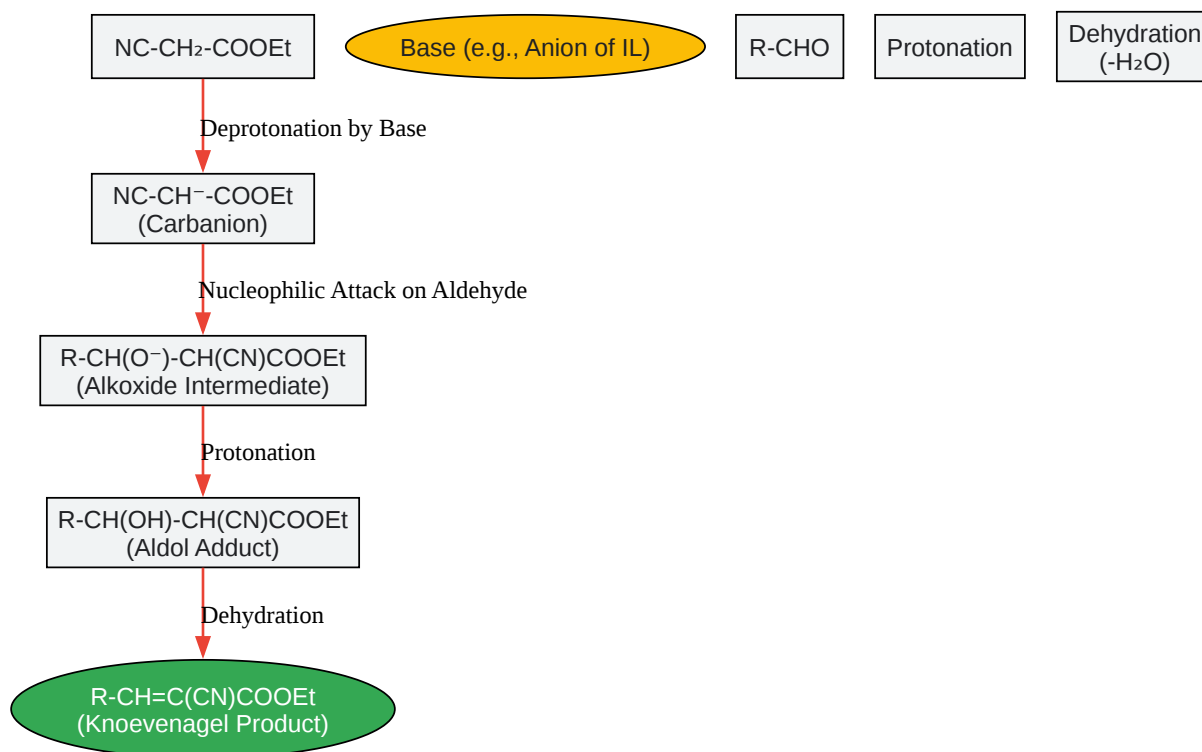 NC-CH₂-COOEt
Base (e.g., Anion of IL)
R-CHO
Protonation
Dehydration
(-H₂O)
Deprotonation by Base
NC-CH⁻-COOEt
(Carbanion)
Nucleophilic Attack on Aldehyde
R-CH(O⁻)-CH(CN)COOEt
(Alkoxide Intermediate)
Protonation
R-CH(OH)-CH(CN)COOEt
(Aldol Adduct)
Dehydration
R-CH=C(CN)COOEt
(Knoevenagel Product)